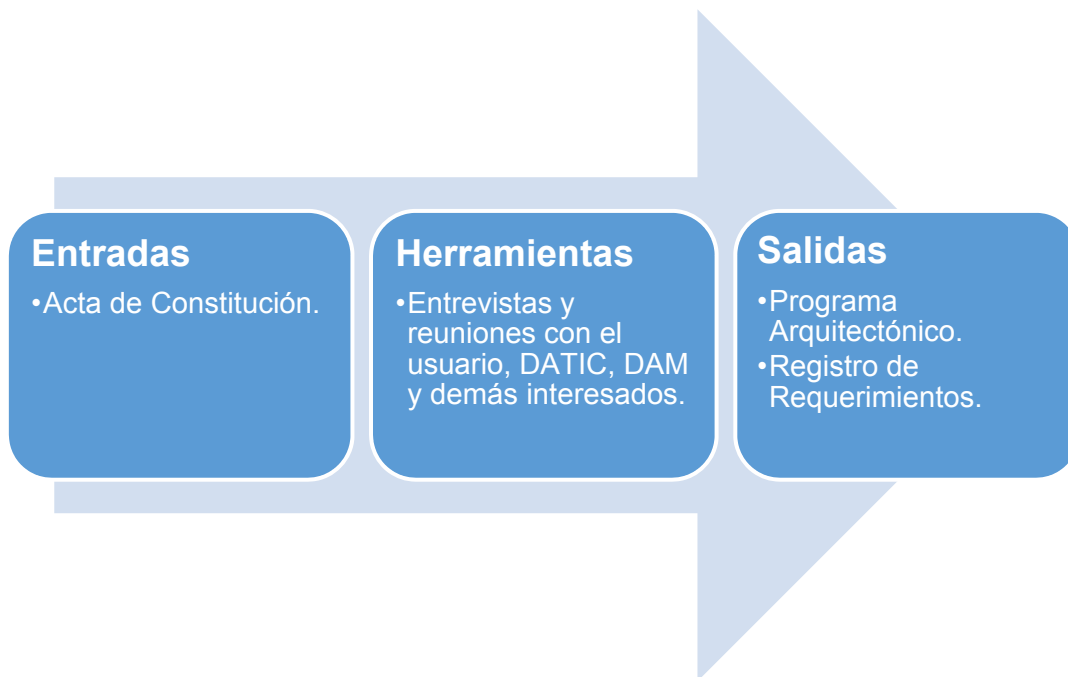 Entradas
•Acta de Constitución.
Herramientas
•Entrevistas y
reuniones con el
usuario, DATIC, DAM
y demás interesados.
Salidas
•Programa
Arquitectónico.
•Registro de
Requerimientos.